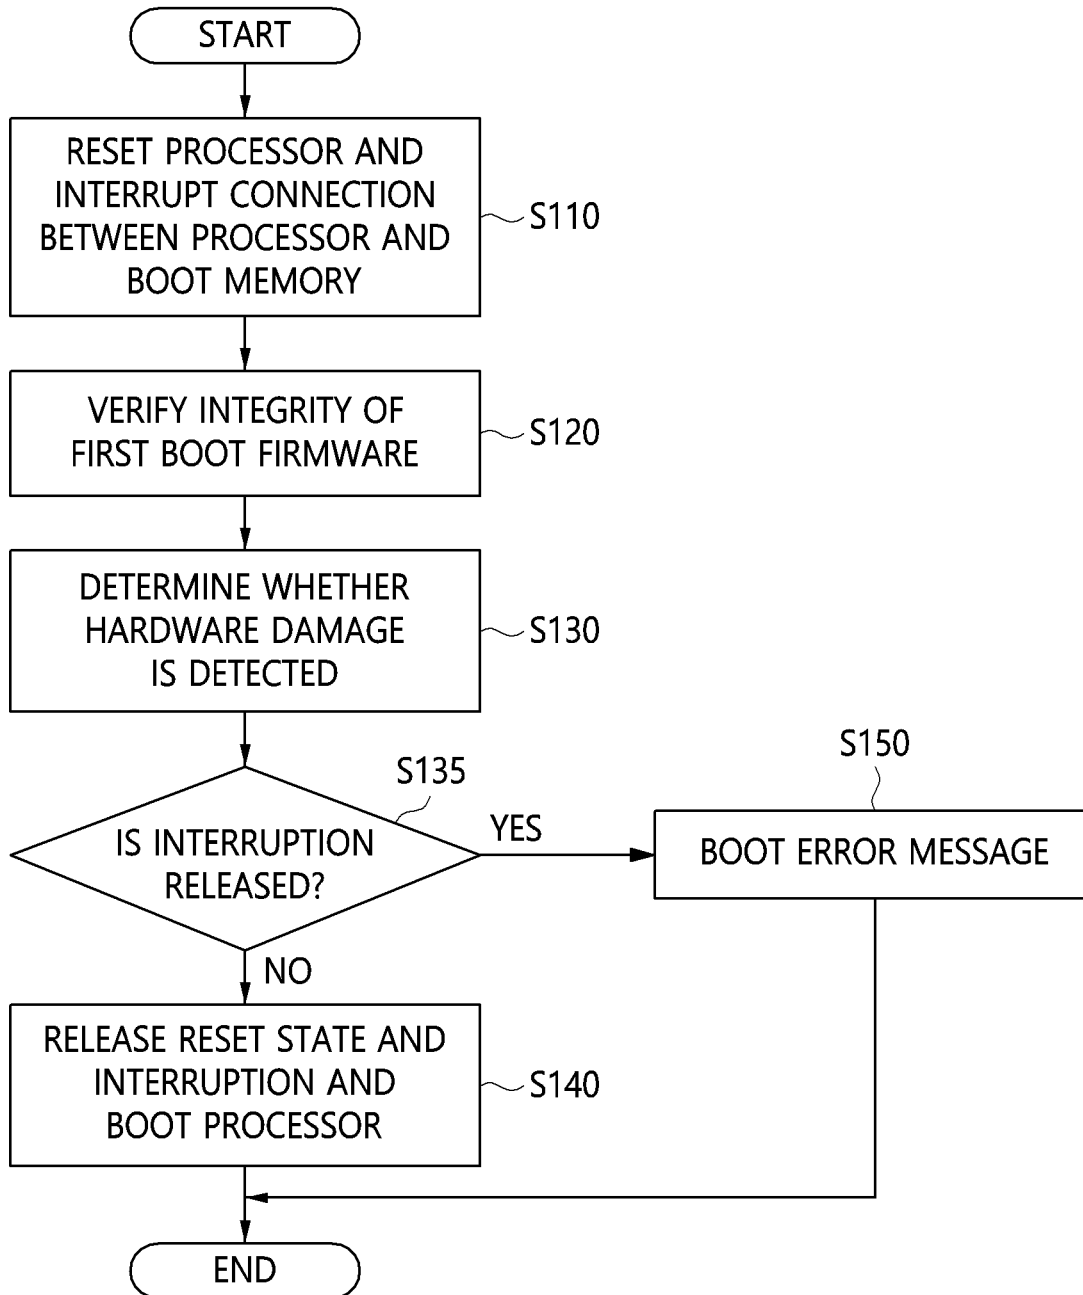 START
RESET PROCESSOR AND
INTERRUPT CONNECTION
BETWEEN PROCESSOR AND
BOOT MEMORY
S110
VERIFY INTEGRITY OF
FIRST BOOT FIRMWARE
S120
DETERMINE WHETHER
HARDWARE DAMAGE
IS DETECTED
S130
S135
IS INTERRUPTION
RELEASED?
YES
S150
BOOT ERROR MESSAGE
NO
RELEASE RESET STATE AND
INTERRUPTION AND
BOOT PROCESSOR
S140
END